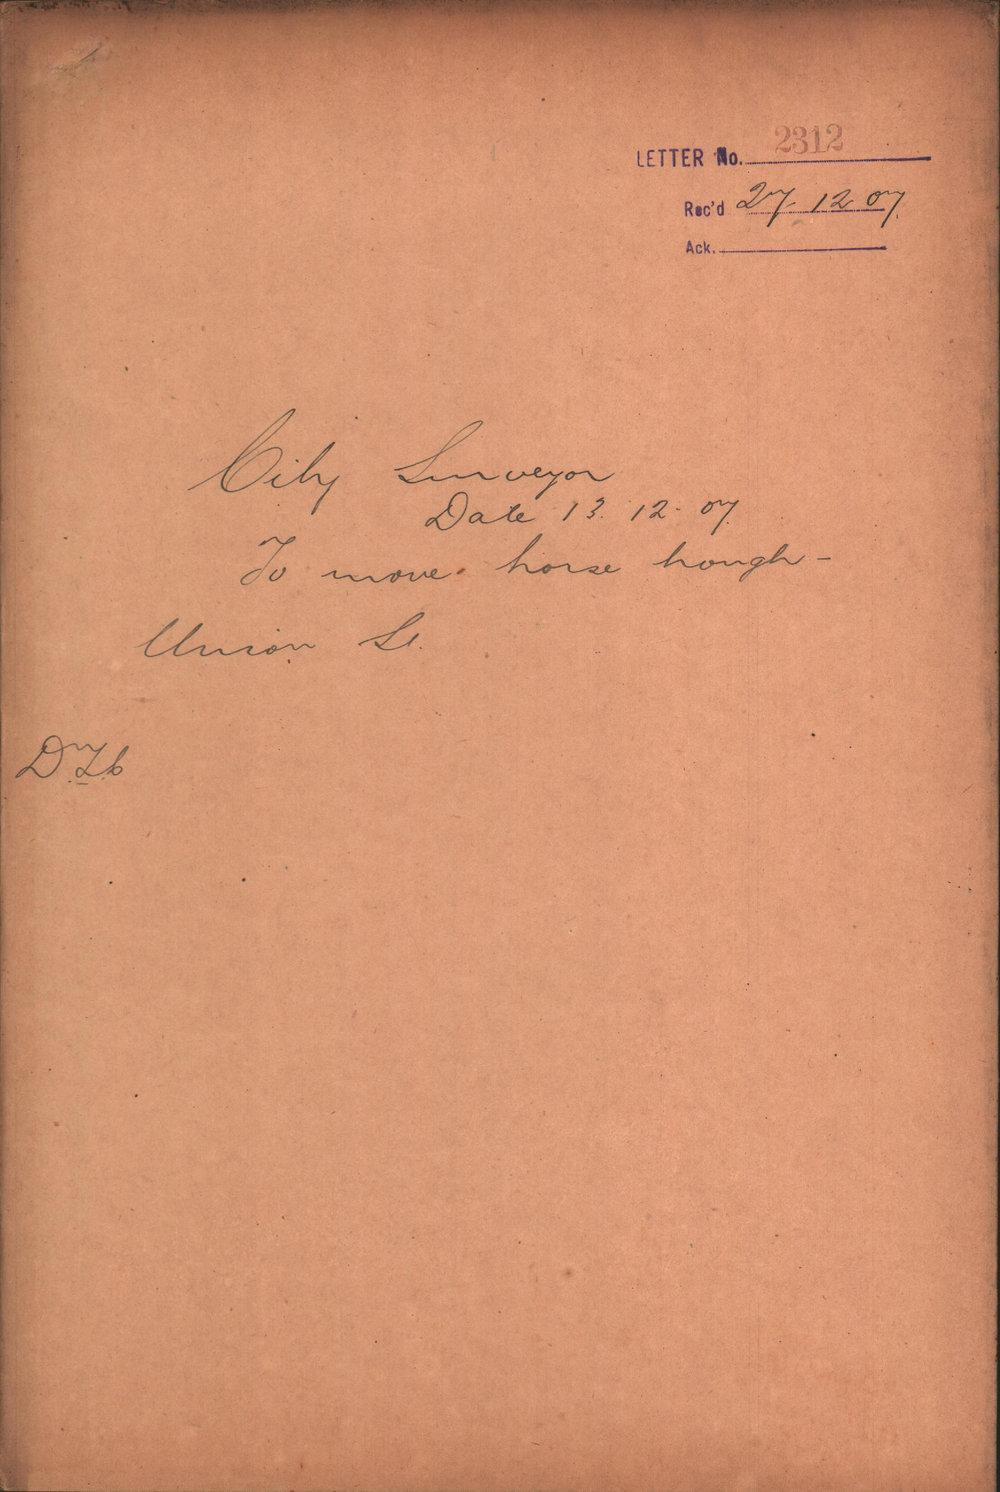 LETTER No. 2312
Rec'd 27-12 07.
Ack.
City Surveyor
Date 13. 12. 07
To move horse hough -
Union St.